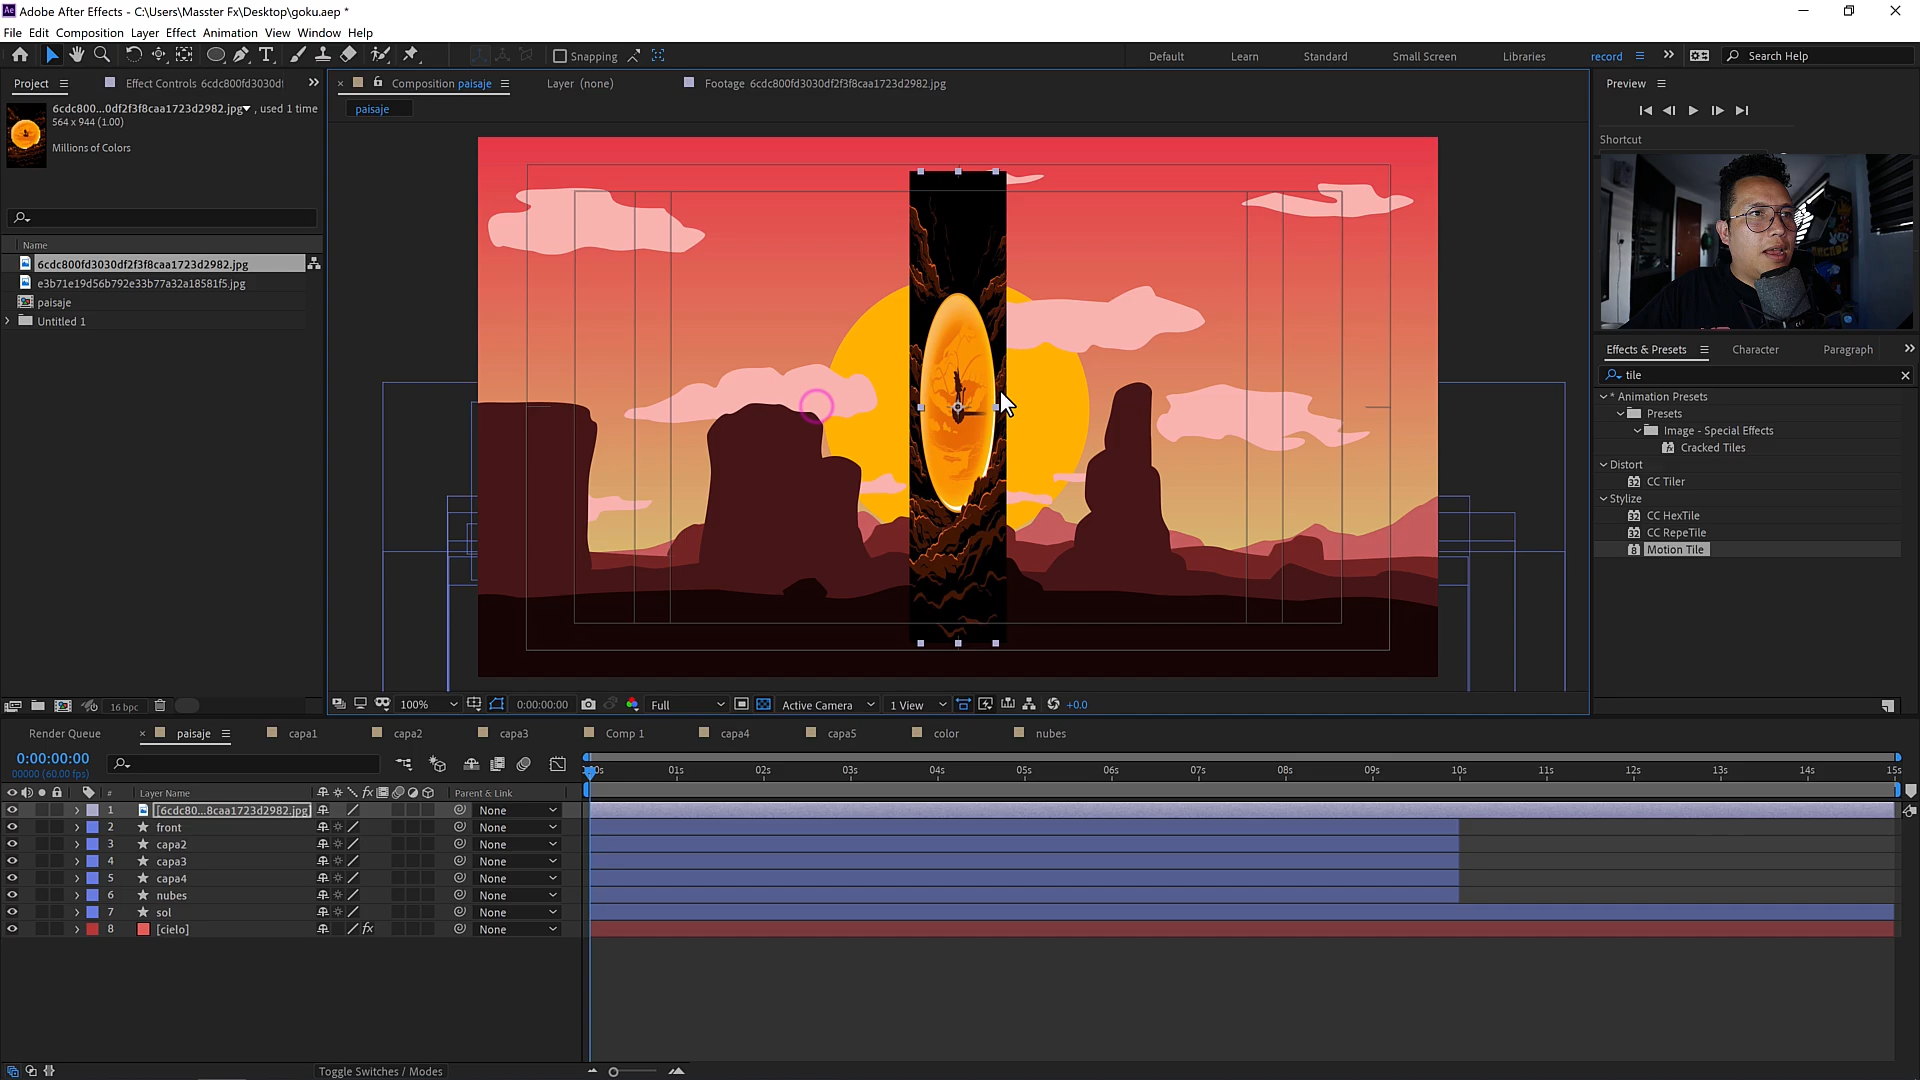 Adobe After Effects - C:\Users\Masster Fx\Desktop\goku.aep *
File Edit Composition Layer Effect Animation View Window Help
Snapping
Default Learn Standard Small Screen Libraries record
Search Help
Project
Effect Controls 6cdc800fd3030df
Composition paisaje
Layer (none)
Footage 6cdc800fd3030df2f3f8caa1723d2982.jpg
Preview
6cdc800...0df2f3f8caa1723d2982.jpg , used 1 time
564 x 944 (1.00)
Millions of Colors
paisaje
Shortcut
Name
6cdc800fd3030df2f3f8caa1723d2982.jpg
e3b71e19d56b792e33b77a32a18581f5.jpg
paisaje
Untitled 1
Effects & Presets
Character
Paragraph
tile
* Animation Presets
Presets
Image - Special Effects
Cracked Tiles
Distort
32 CC Tiler
Stylize
32 CC HexTile
32 CC RepeTile
8 Motion Tile
16 bpc
100%
0:00:00:00
Full
Active Camera
1 View
+0.0
Render Queue
paisaje
capa1
capa2
capa3
Comp 1
capa4
capa5
color
nubes
0:00:00:00
00000 (60.00 fps)
01s 02s 03s 04s 05s 06s 07s 08s 09s 10s 11s 12s 13s 14s 15s
# Layer Name
fx
Parent & Link
1 [6cdc80...8caa1723d2982.jpg] None
2 front None
3 capa2 None
4 capa3 None
5 capa4 None
6 nubes None
7 sol None
8 [cielo] fx None
Toggle Switches / Modes